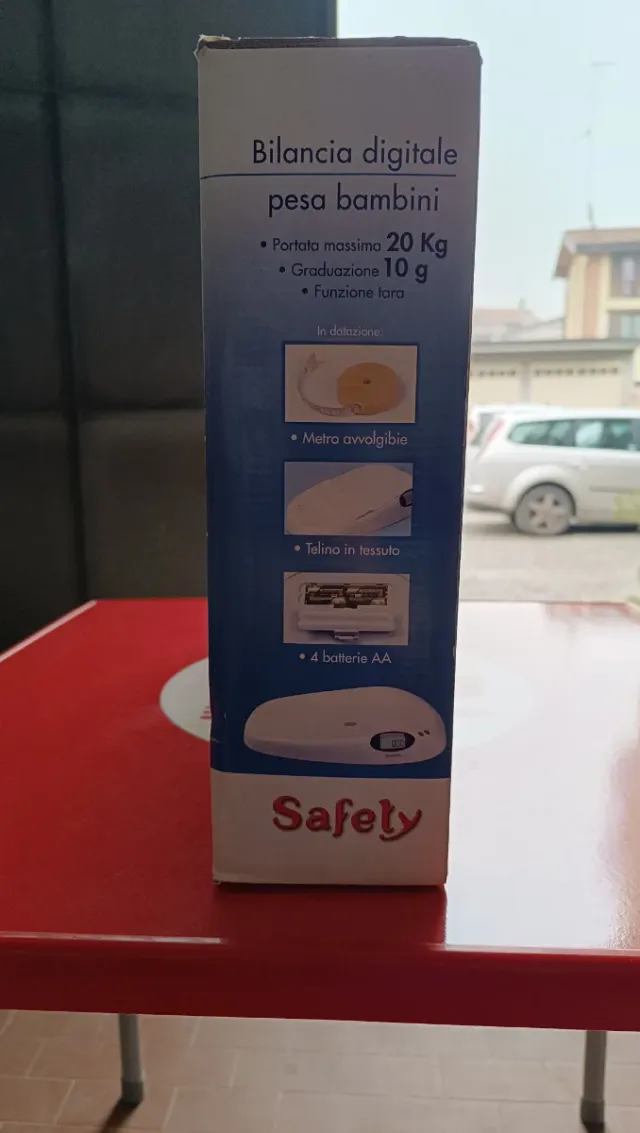 Bilancia digitale
pesa bambini
• Portata massima 20 Kg
• Graduazione 10 g
• Funzione tara
In dotazione:
• Metro avvolgibie
• Telino in tessuto
• 4 batterie AA
Safety